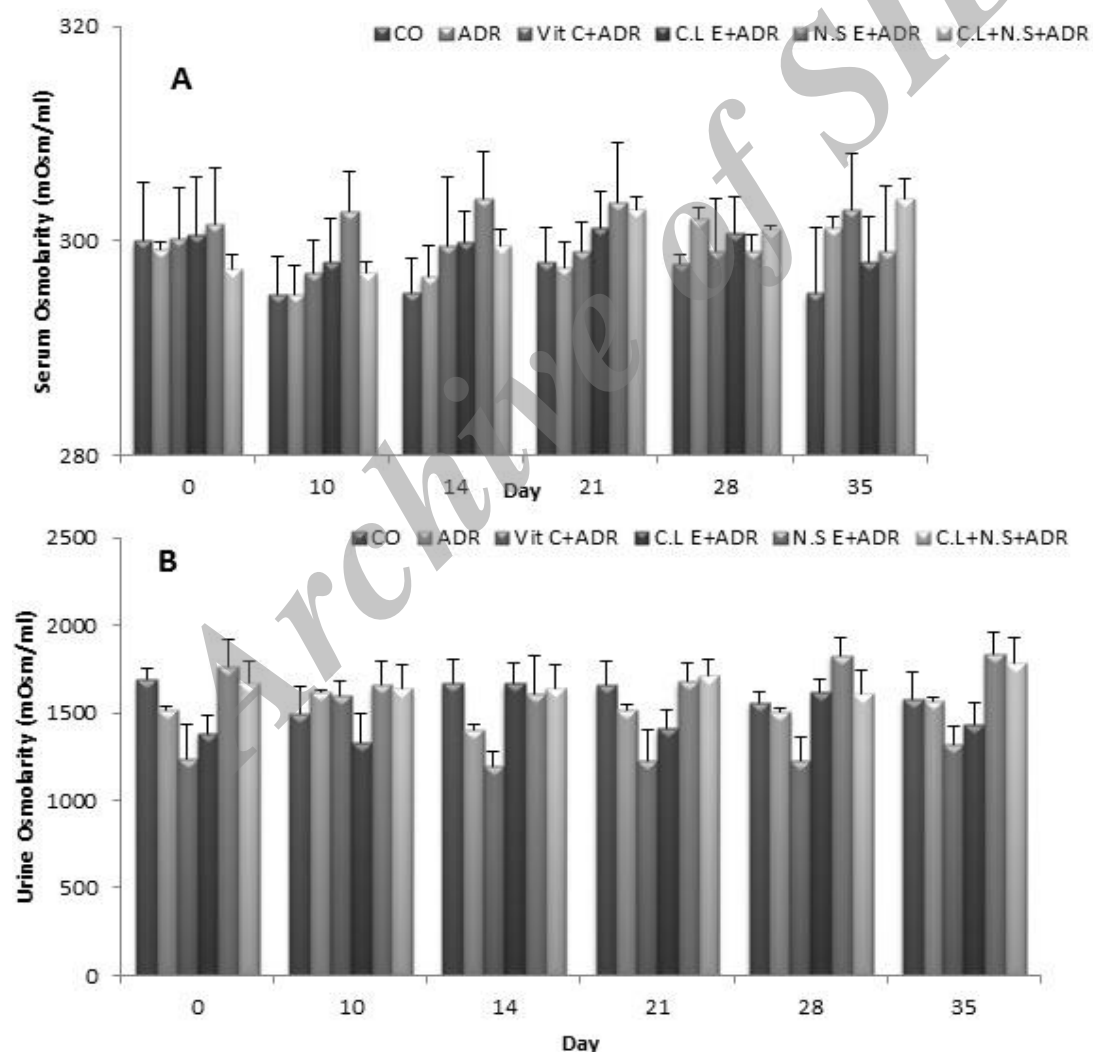 320
CO ADR Vit C+ADR C.L E+ADR N.S E+ADR C.L+N.S+ADR
A
Serum Osmolarity (mOsm/ml)
300
280
0 10 14 21 28 35
Day
2500
CO ADR Vit C+ADR C.L E+ADR N.S E+ADR C.L+N.S+ADR
B
Urine Osmolarity (mOsm/ml)
2000
1500
1000
500
0
0 10 14 21 28 35
Day
Archive of